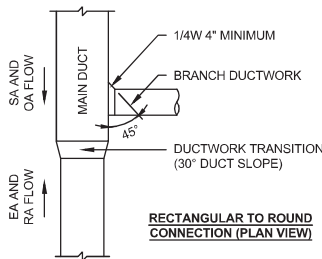 1/4W 4" MINIMUM
BRANCH DUCTWORK
SA AND
OA FLOW
MAIN DUCT
45°
DUCTWORK TRANSITION
(30° DUCT SLOPE)
EA AND
RA FLOW
RECTANGULAR TO ROUND
CONNECTION (PLAN VIEW)